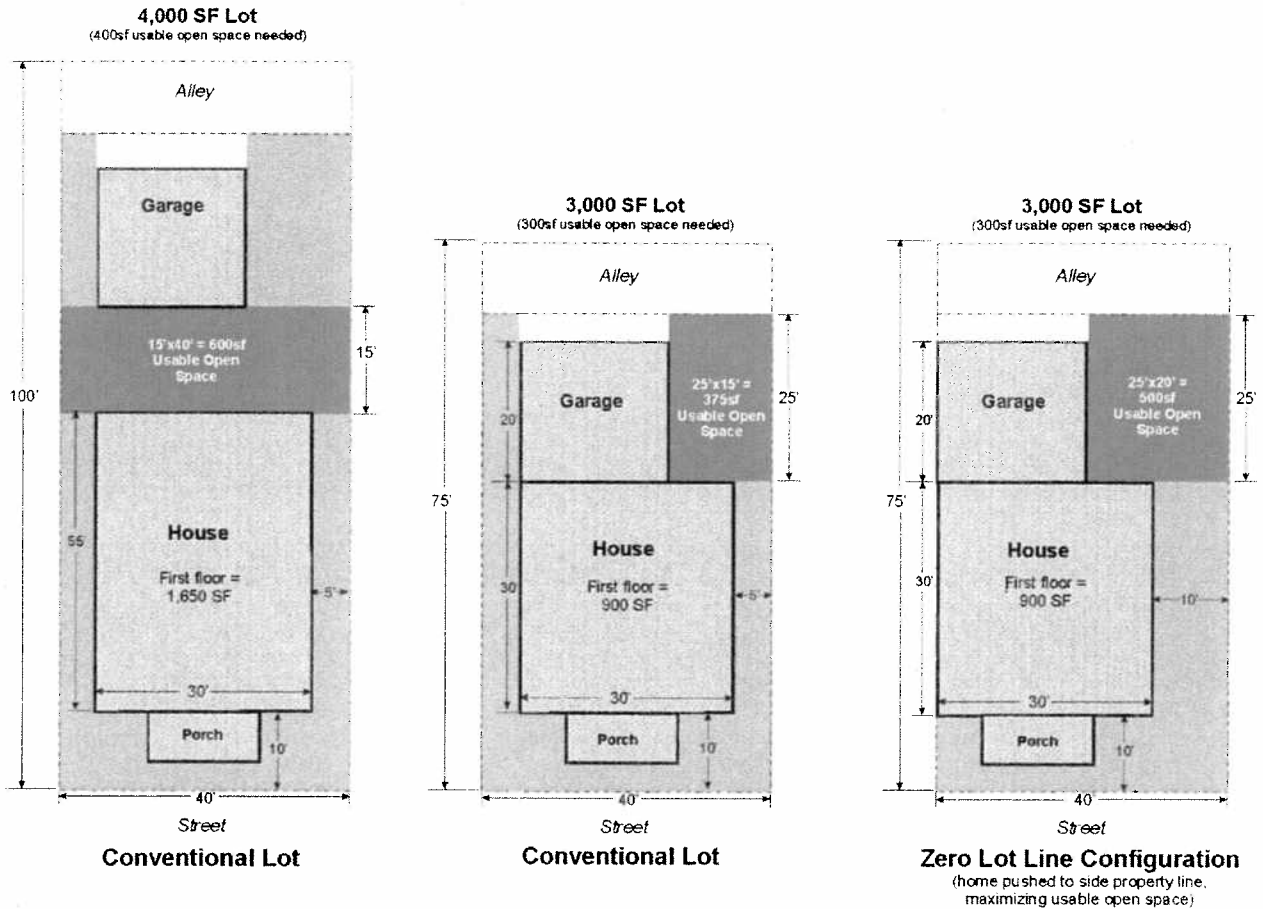 4,000 SF Lot
(400sf usable open space needed)
Alley
Garage
15'x40' = 600sf
Usable Open
Space
15'
100'
55
House
First floor =
1,650 SF
5'
30'
Porch
10'
40'
Street
Conventional Lot
3,000 SF Lot
(300sf usable open space needed)
Alley
Garage
20
25'x15' =
375sf
Usable Open
Space
25'
75'
30
House
First floor =
900 SF
5'
30'
Porch
10'
40'
Street
Conventional Lot
3,000 SF Lot
(300sf usable open space needed)
Alley
Garage
20'
25'x20' =
500sf
Usable Open
Space
25'
75'
30'
House
First floor =
900 SF
10'
30'
Porch
10'
40'
Street
Zero Lot Line Configuration
(home pushed to side property line,
maximizing usable open space)